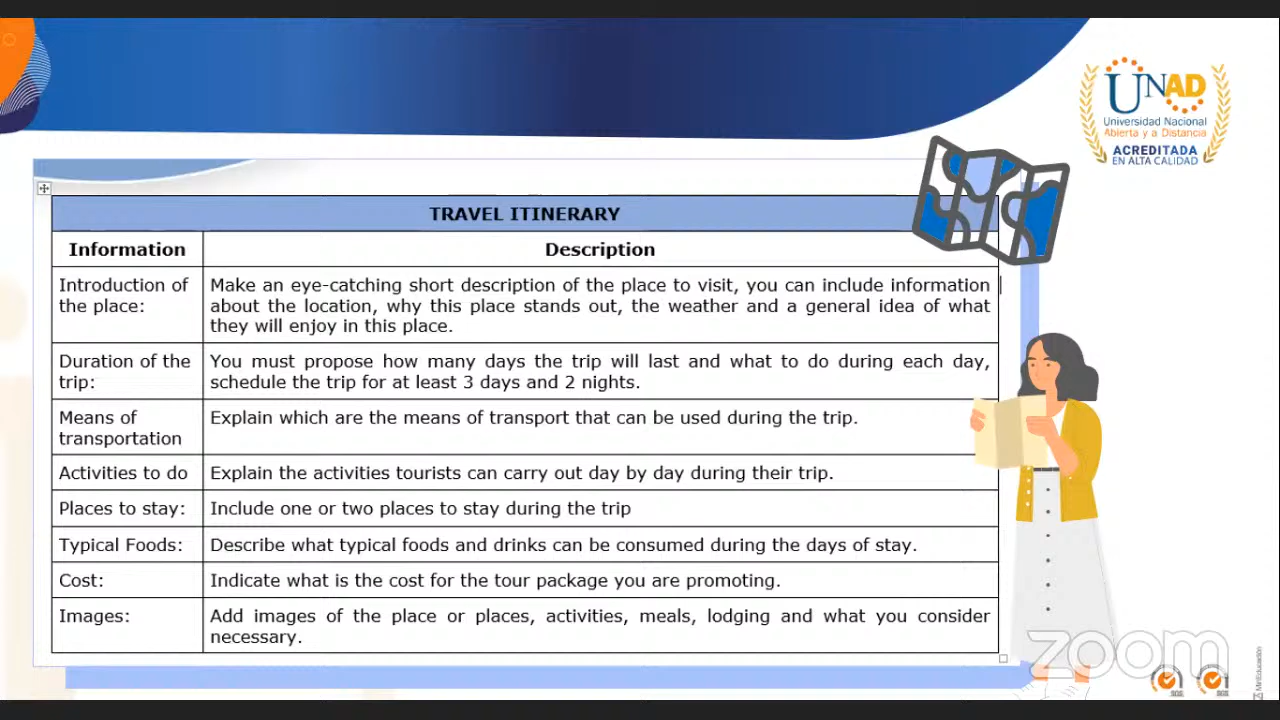 UNAD
Universidad Nacional
Abierta y a Distancia
ACREDITADA
EN ALTA CALIDAD
TRAVEL ITINERARY
Information Description
Introduction of
the place:
Make an eye-catching short description of the place to visit, you can include information
about the location, why this place stands out, the weather and a general idea of what
they will enjoy in this place.
Duration of the
trip:
You must propose how many days the trip will last and what to do during each day,
schedule the trip for at least 3 days and 2 nights.
Means of
transportation
Explain which are the means of transport that can be used during the trip.
Activities to do
Explain the activities tourists can carry out day by day during their trip.
Places to stay:
Include one or two places to stay during the trip
Typical Foods:
Describe what typical foods and drinks can be consumed during the days of stay.
Cost:
Indicate what is the cost for the tour package you are promoting.
Images:
Add images of the place or places, activities, meals, lodging and what you consider
necessary.
zoom
SGS
SGS
MinEducación